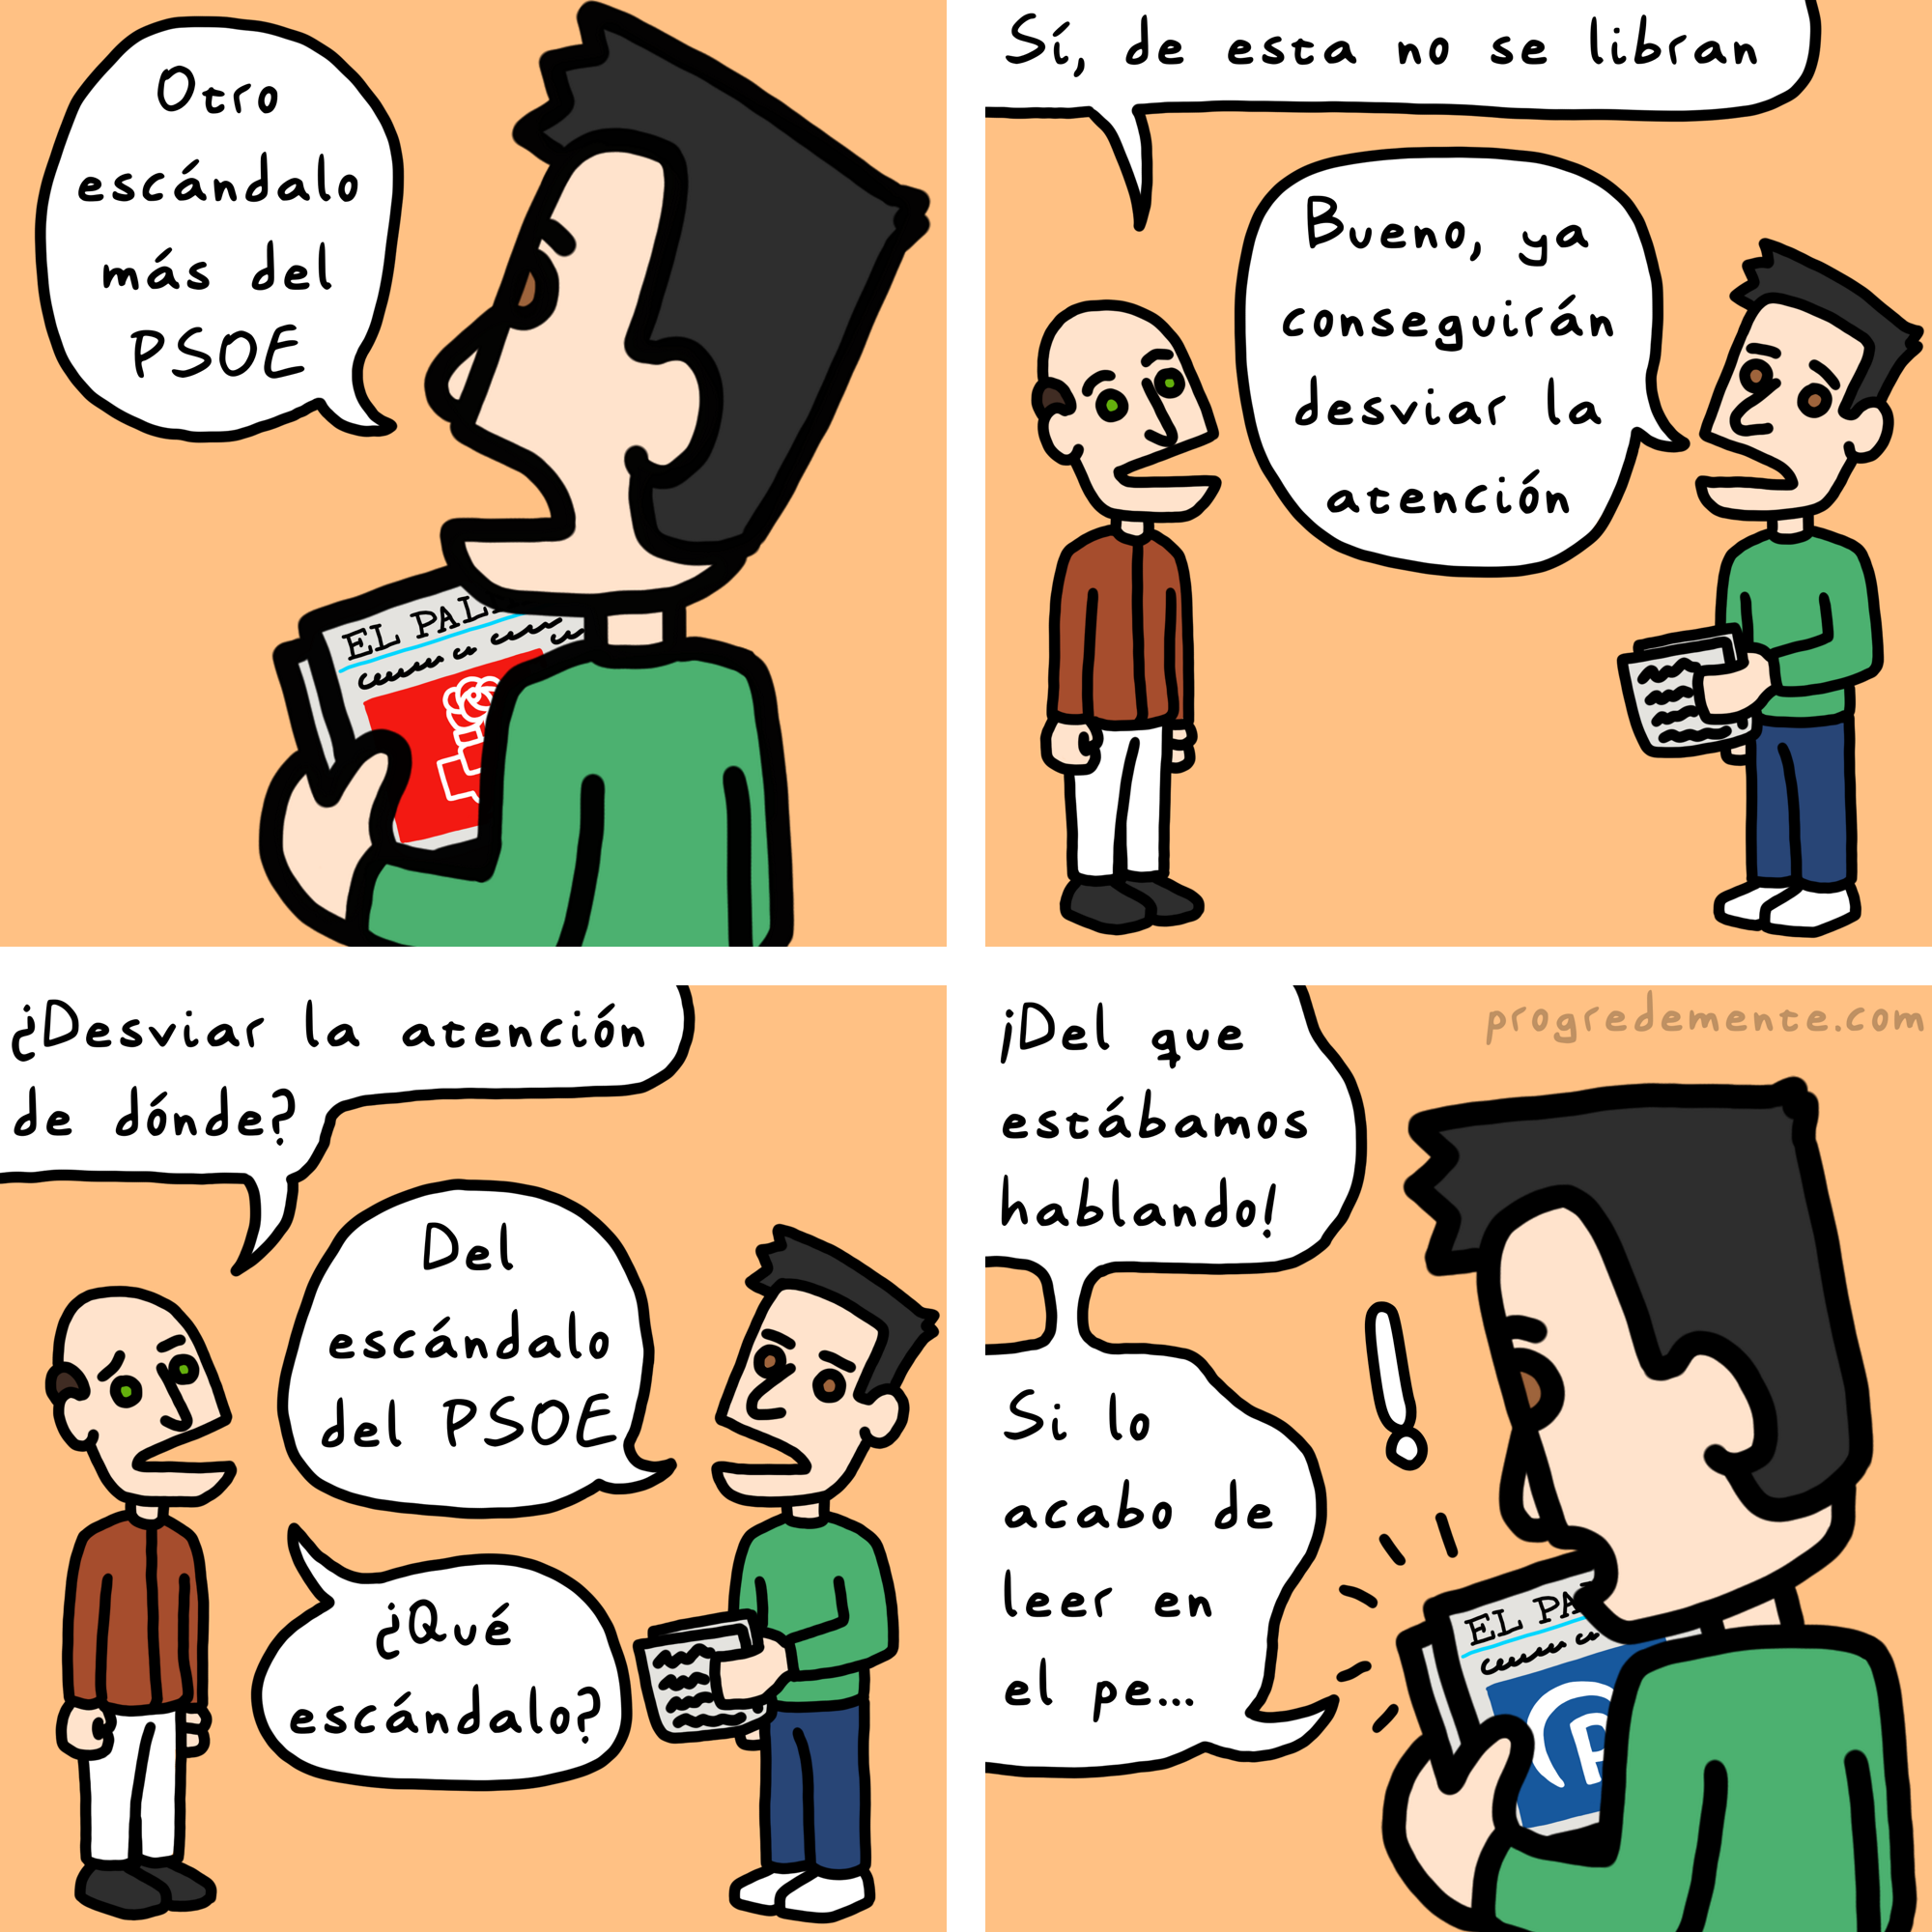 Otro
escándalo
más del
PSOE
EL PAI
Sí, de esta no se libran
Bueno, ya
conseguirán
desviar la
atención
¿Desviar la atención
de dónde?
Del
escándalo
del PSOE
¿Qué
escándalo?
progredemente.com
¡Del que
estábamos
hablando!
Si lo
acabo de
leer en
el pe...
EL PA
P